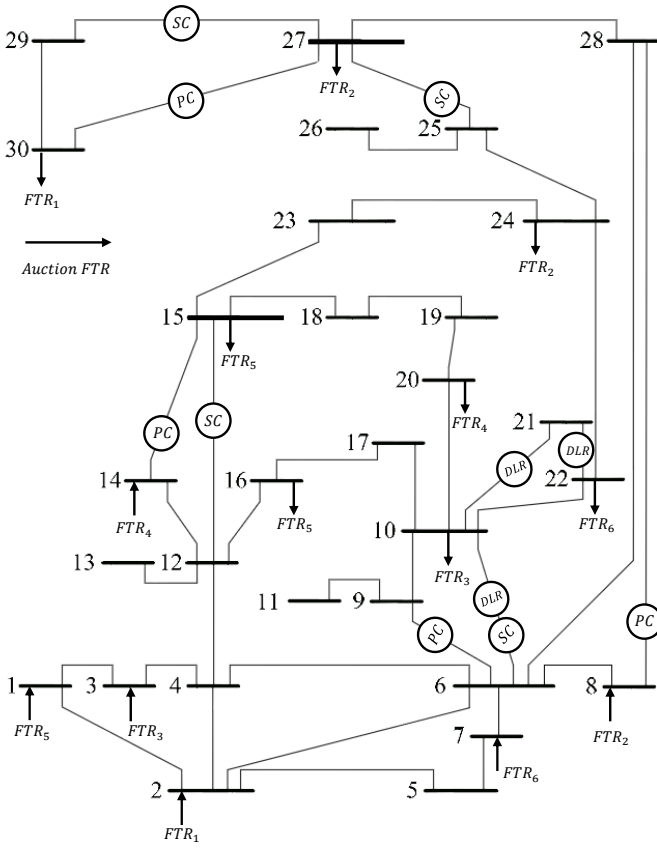 SC
29
27
28
PC
FTR₂
SC
26
25
30
FTR₁
23
24
Auction FTR
FTR₂
15
18
19
FTR₅
20
PC
SC
FTR₄
21
17
DLR
DLR
14
16
22
FTR₄
FTR₅
FTR₆
10
13
12
FTR₃
11
9
DLR
PC
SC
PC
1
3
4
6
8
FTR₅
FTR₃
FTR₂
7
FTR₆
2
5
FTR₁